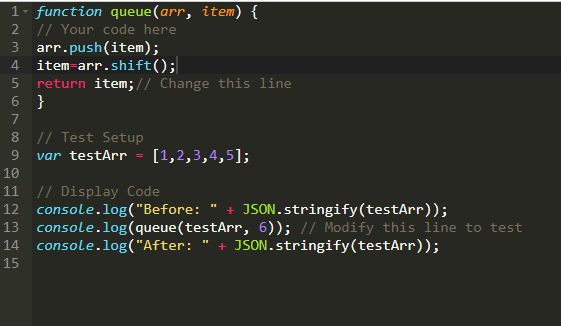 1 function queue(arr, item) {
2 // Your code here
3 arr.push(item);
4 item=arr.shift();
5 return item;// Change this line
6 }
7
8 // Test Setup
9 var testArr = [1,2,3,4,5];
10
11 // Display Code
12 console.log("Before: " + JSON.stringify(testArr));
13 console.log(queue(testArr, 6)); // Modify this line to test
14 console.log("After: " + JSON.stringify(testArr));
15